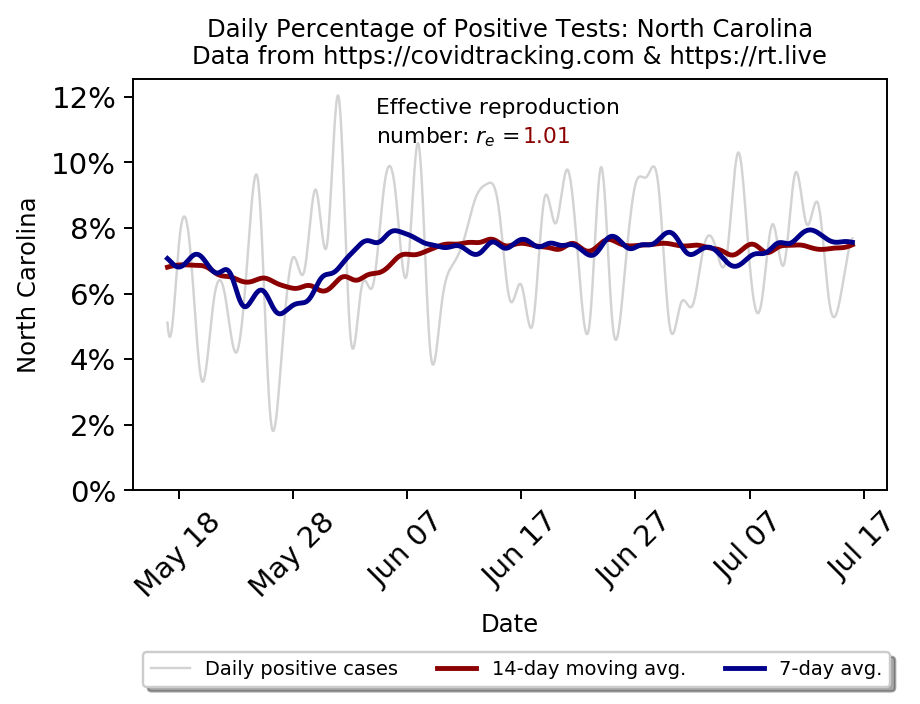 Daily Percentage of Positive Tests: North Carolina
Data from https://covidtracking.com & https://rt.live
Effective reproduction
number: rₑ =1.01
12%
10%
8%
6%
4%
2%
0%
North Carolina
May 18
May 28
Jun 07
Jun 17
Jun 27
Jul 07
Jul 17
Date
Daily positive cases
14-day moving avg.
7-day avg.